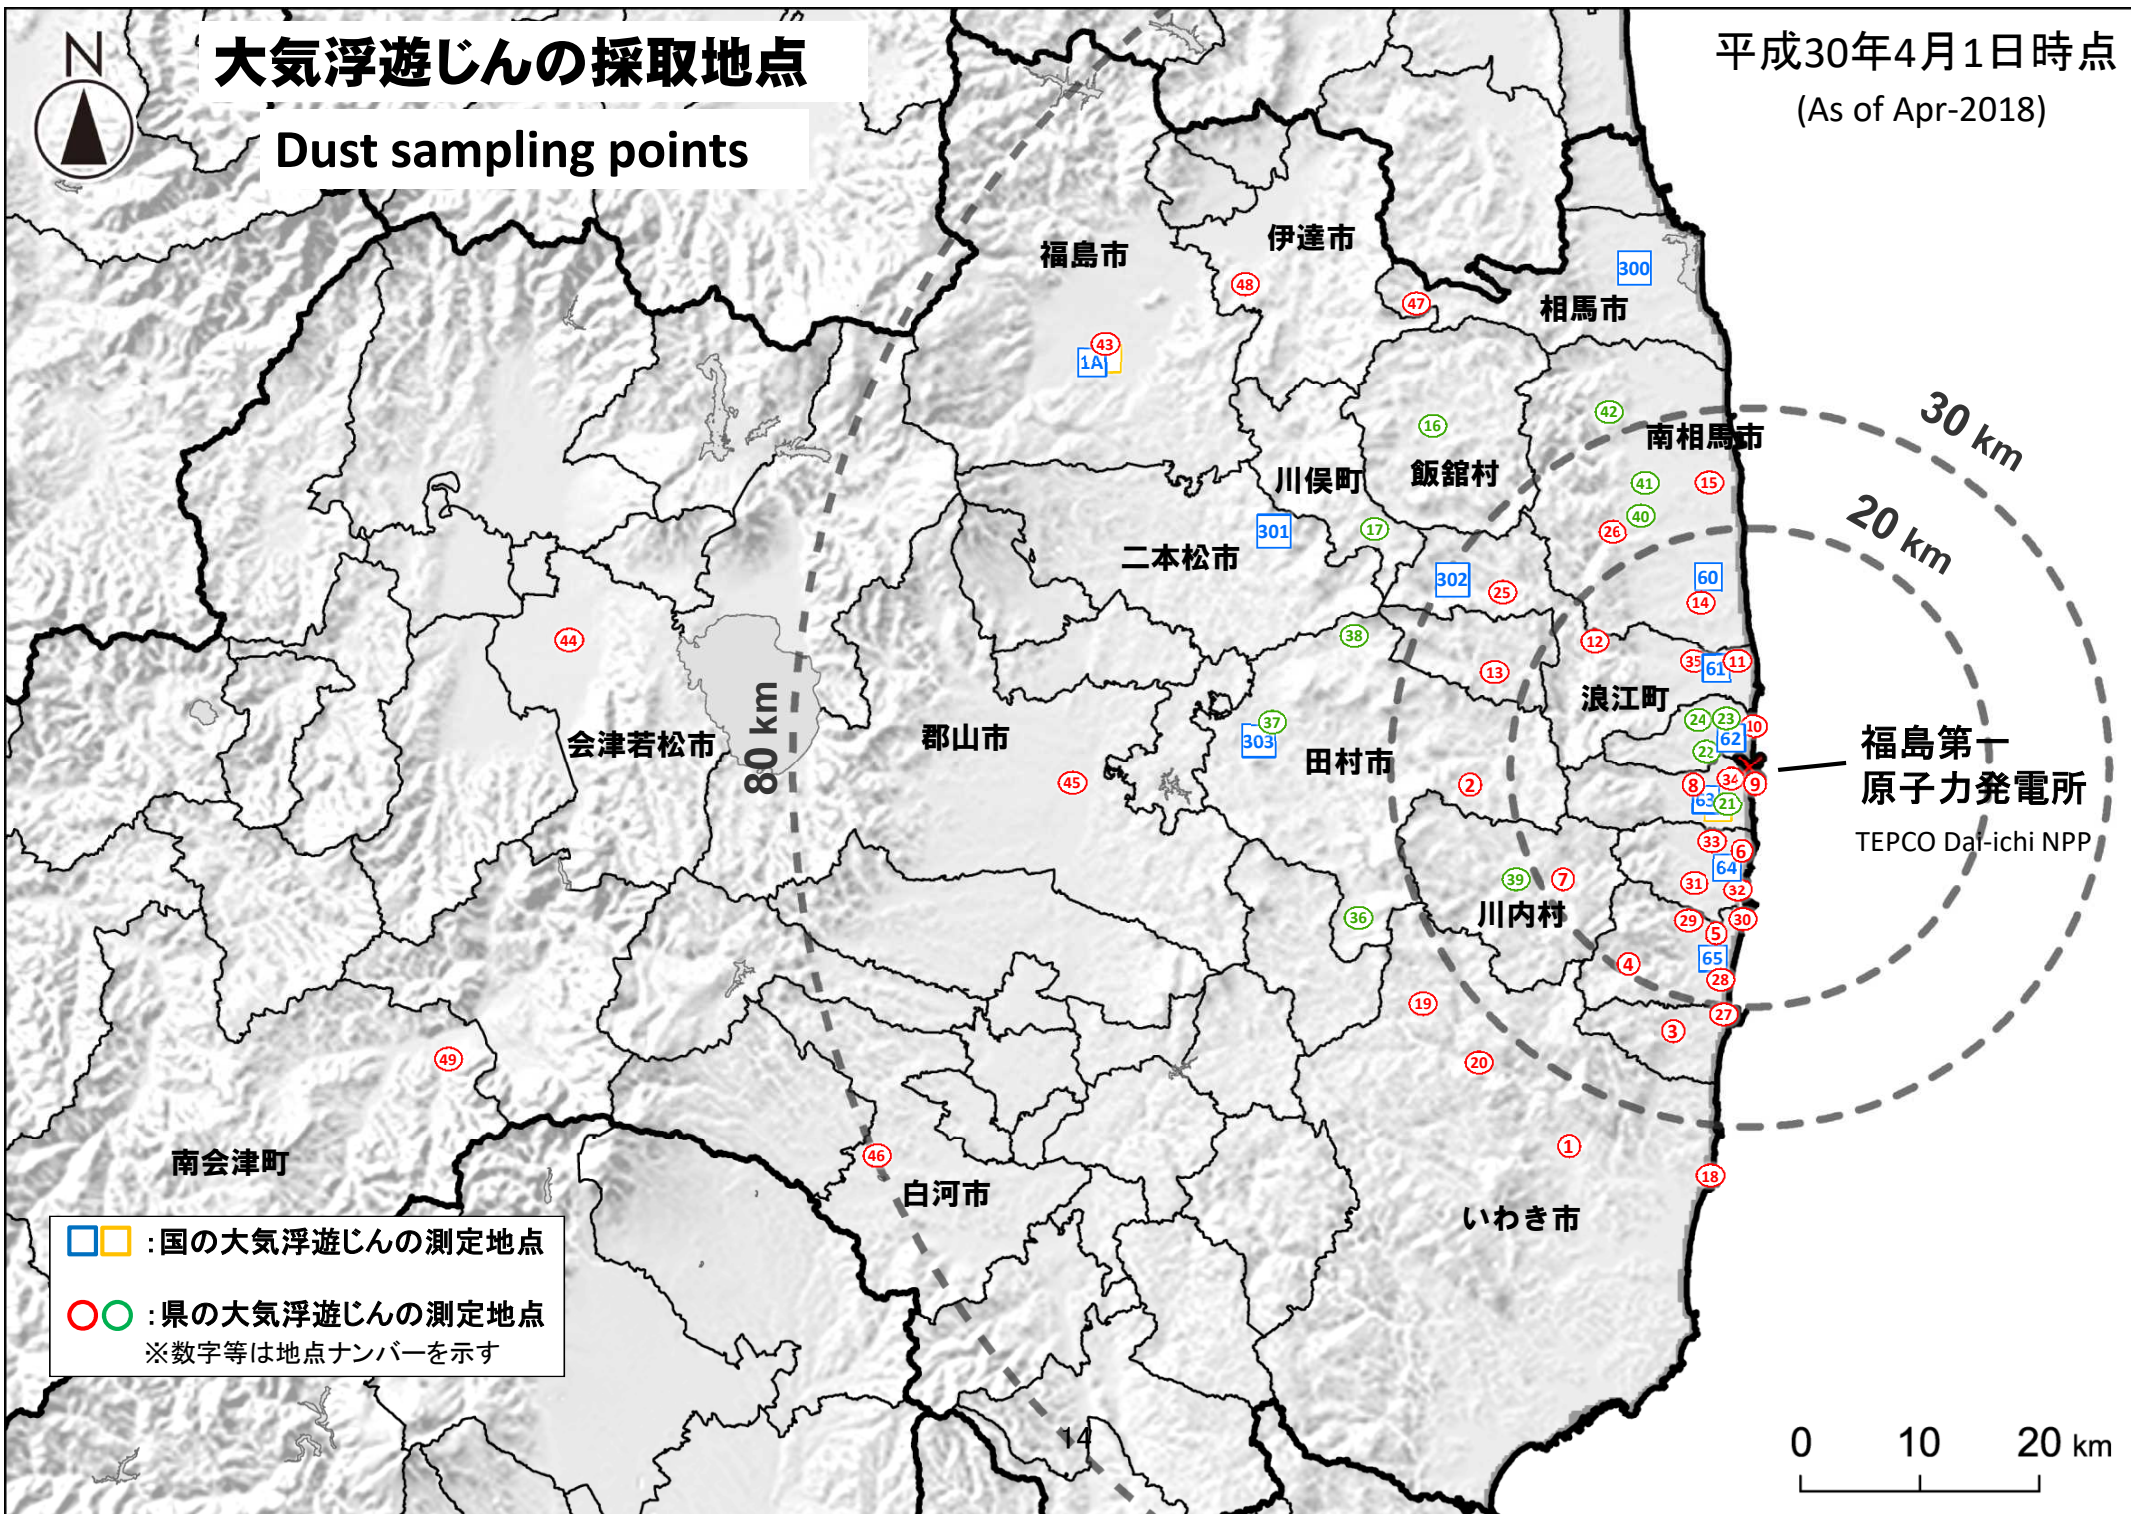 N
大気浮遊じんの採取地点
Dust sampling points
平成30年4月1日時点
(As of Apr-2018)
福島市
伊達市
300
48
47
相馬市
43
1A
42
30 km
16
南相馬市
川俣町
飯舘村
41
15
20 km
40
301
17
26
二本松市
302
60
25
14
44
38
12
35
61
11
13
浪江町
80 km
会津若松市
郡山市
37
303
田村市
24
23
10
62
22
福島第一
原子力発電所
TEPCO Dai-ichi NPP
45
2
8
34
9
63
21
33
6
64
39
7
31
32
川内村
36
29
30
5
4
65
28
19
27
3
49
20
1
46
18
南会津町
白河市
いわき市
:国の大気浮遊じんの測定地点
:県の大気浮遊じんの測定地点
※数字等は地点ナンバーを示す
14
0 10 20 km